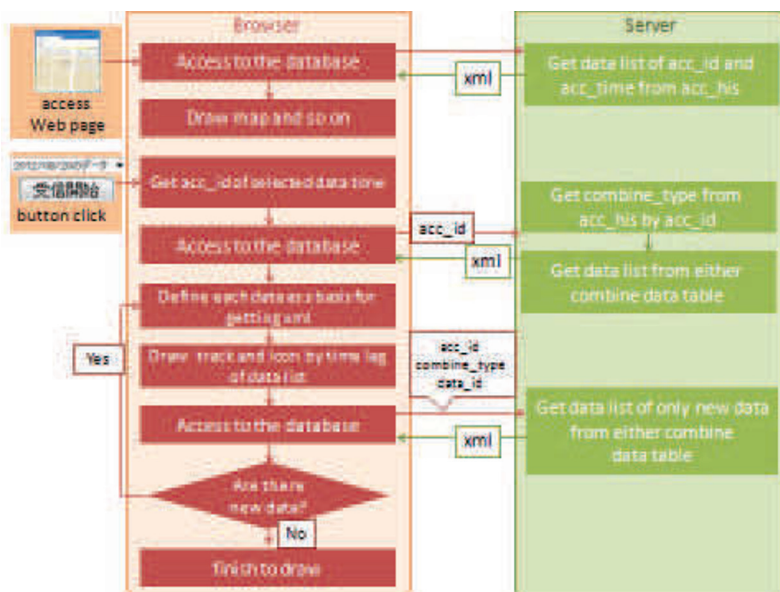 Browser
Server
Access to the database
xml
Get data list of acc_id and
acc_time from acc_his
access
Web page
Draw map and so on
受信開始
button click
Get acc_id of selected data tone
acc_id
Get combine_type from
acc_his by acc_id
Access to the database
xml
Get data list from either
combine data table
Define each data as a basis for
getting xml
Yes
Draw track and icon by time lag
of data list
acc_id
combine_type
data_id
Access to the database
xml
Get data list of only new data
from either combine
data table
Are there
new data?
No
finish to draw